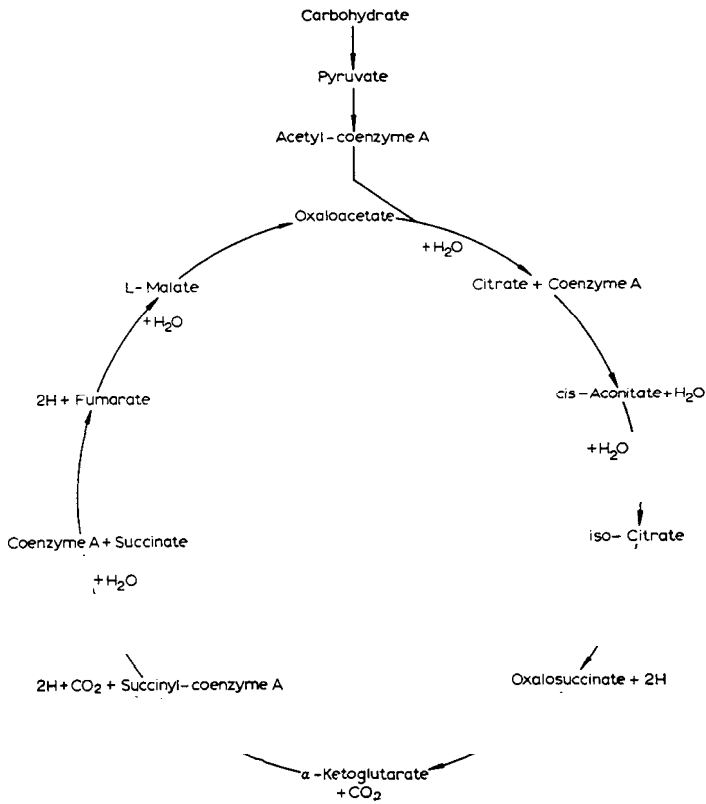 Carbohydrate
Pyruvate
Acetyl-coenzyme A
Oxaloacetate
+H₂O
Citrate + Coenzyme A
cis-Aconitate+H₂O
+H₂O
iso-Citrate
Oxalosuccinate + 2H
α-Ketoglutarate
+CO₂
2H+CO₂ + Succinyl-coenzyme A
+H₂O
Coenzyme A + Succinate
2H + Fumarate
+H₂O
L-Malate